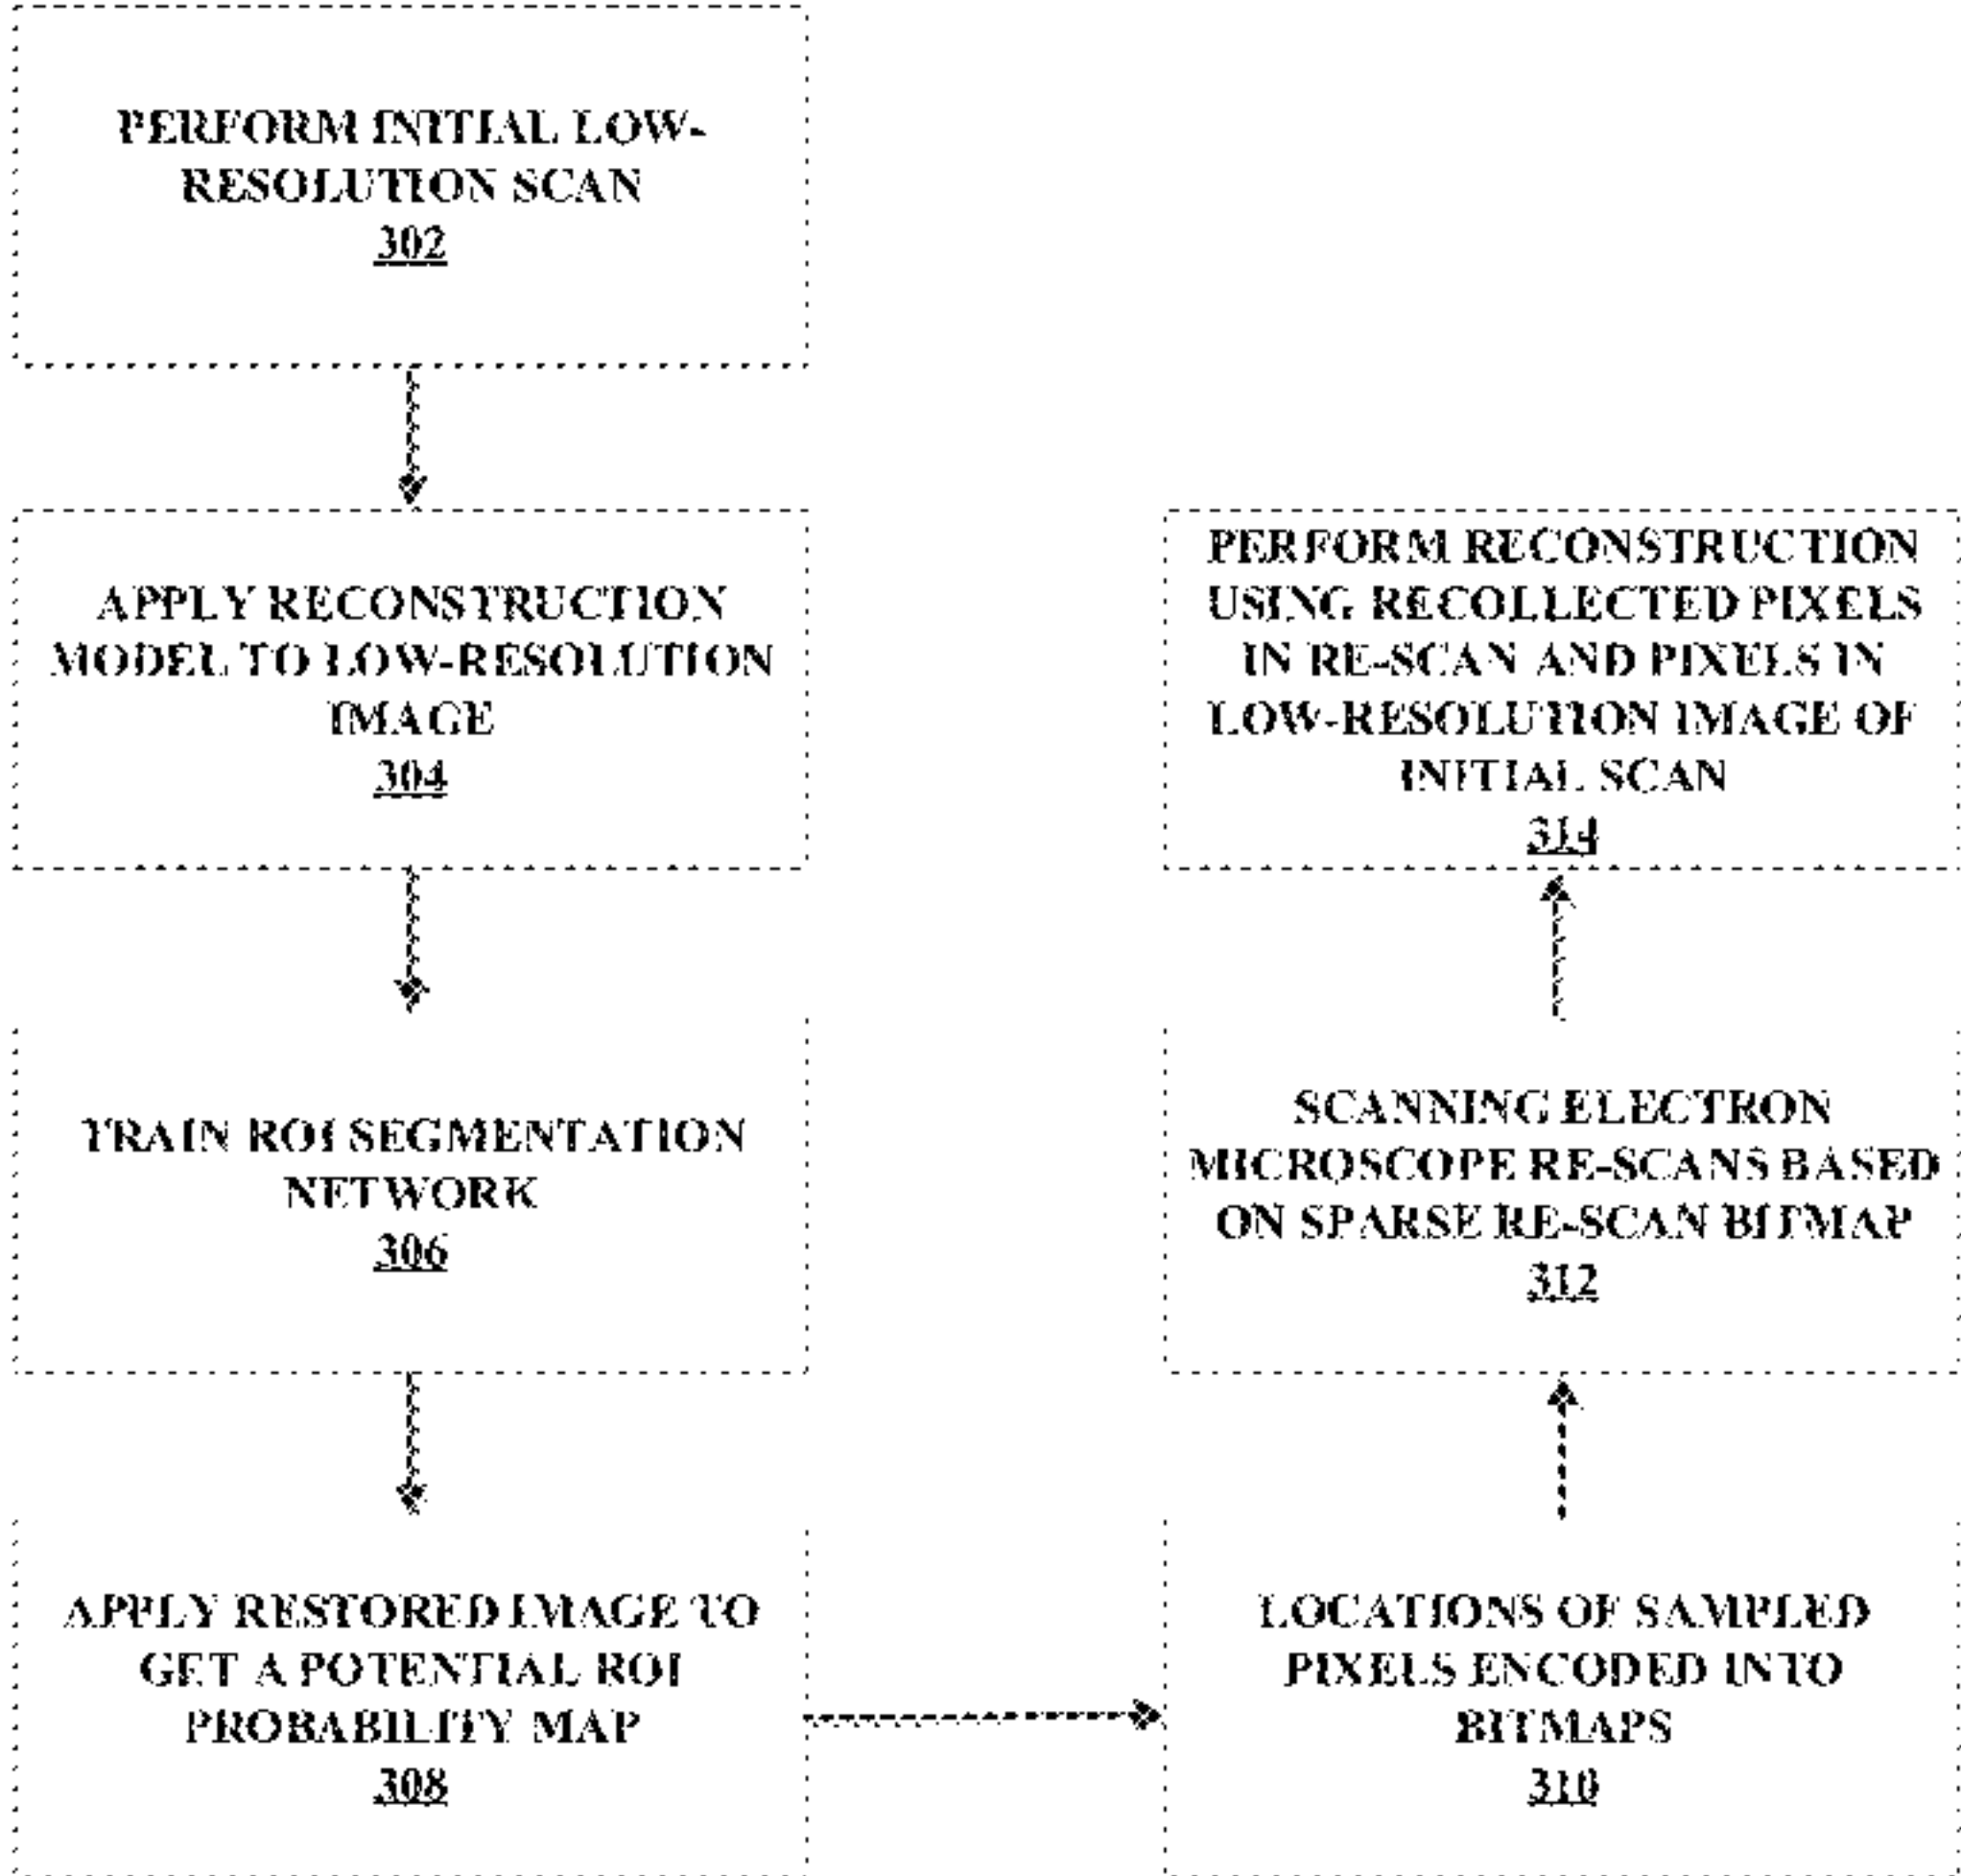 PERFORM INITIAL LOW-
RESOLUTION SCAN
302
APPLY RECONSTRUCTION
MODEL TO LOW-RESOLUTION
IMAGE
304
TRAIN ROI SEGMENTATION
NETWORK
306
APPLY RESTORED IMAGE TO
GET A POTENTIAL ROI
PROBABILITY MAP
308
LOCATIONS OF SAMPLED
PIXELS ENCODED INTO
BITMAPS
310
SCANNING ELECTRON
MICROSCOPE RE-SCANS BASED
ON SPARSE RE-SCAN BITMAP
312
PERFORM RECONSTRUCTION
USING RECOLLECTED PIXELS
IN RE-SCAN AND PIXELS IN
LOW-RESOLUTION IMAGE OF
INITIAL SCAN
314